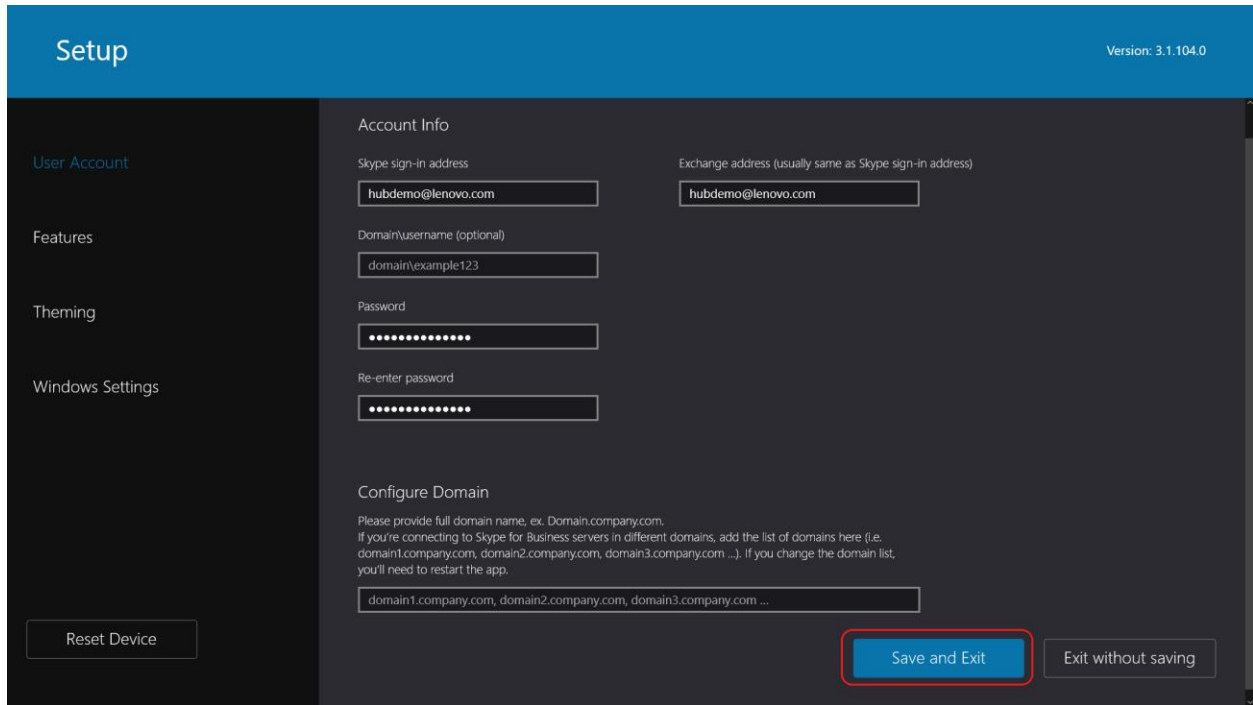 Setup
Version: 3.1.104.0
User Account
Features
Theming
Windows Settings
Reset Device
Account Info
Skype sign-in address
hubdemo@lenovo.com
Exchange address (usually same as Skype sign-in address)
hubdemo@lenovo.com
Domain\username (optional)
domain\example123
Password
••••••••••••••
Re-enter password
••••••••••••••
Configure Domain
Please provide full domain name, ex. Domain.company.com.
If you're connecting to Skype for Business servers in different domains, add the list of domains here (i.e.
domain1.company.com, domain2.company.com, domain3.company.com ...). If you change the domain list,
you'll need to restart the app.
domain1.company.com, domain2.company.com, domain3.company.com ...
Save and Exit
Exit without saving